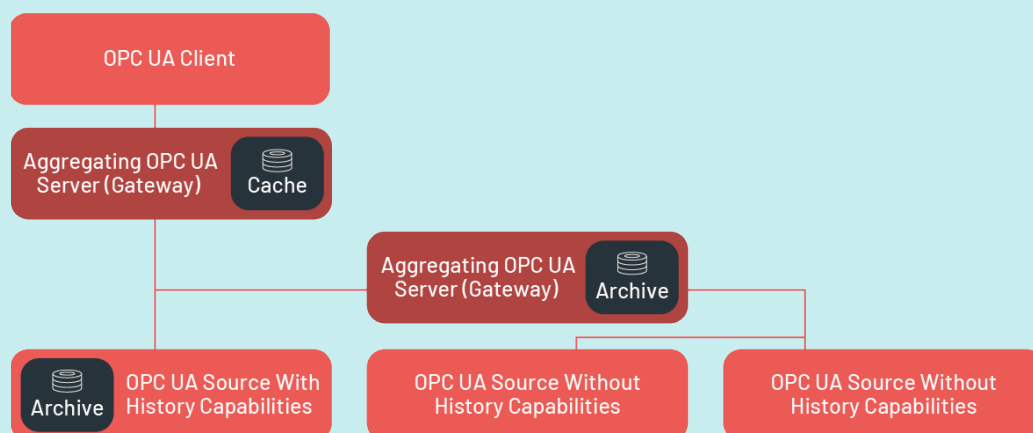 OPC UA Client
Aggregating OPC UA
Server (Gateway)
Cache
Aggregating OPC UA
Server (Gateway)
Archive
Archive
OPC UA Source With
History Capabilities
OPC UA Source Without
History Capabilities
OPC UA Source Without
History Capabilities